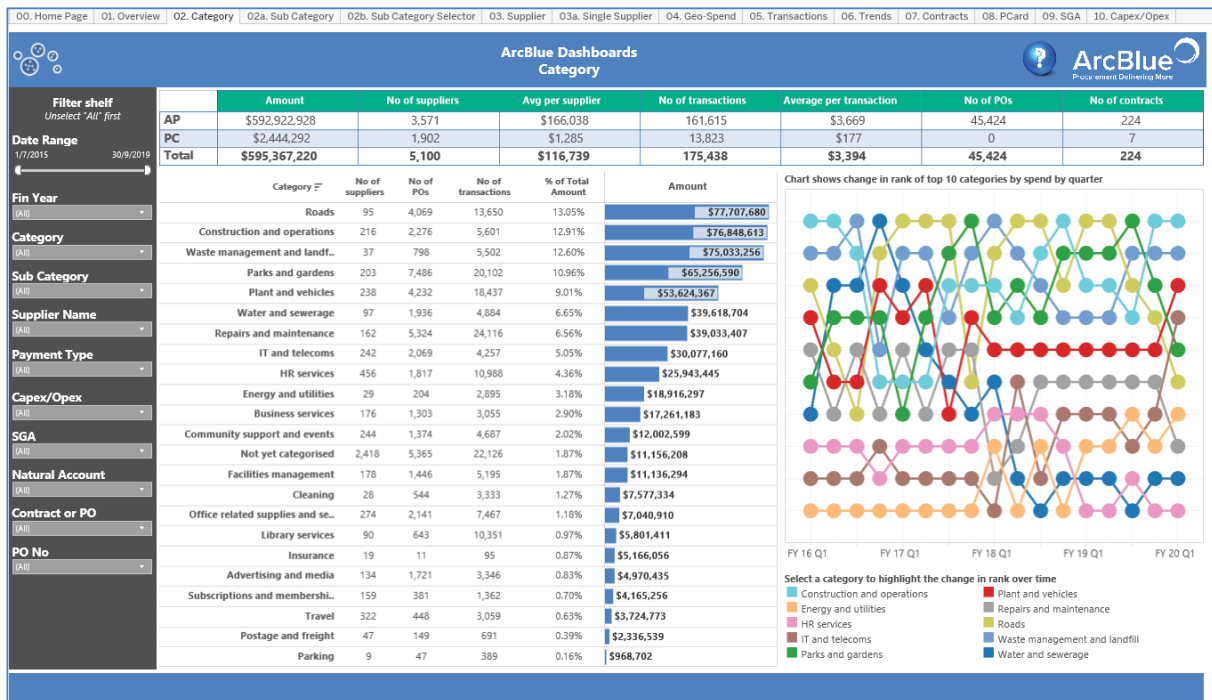 00. Home Page 01. Overview 02. Category 02a. Sub Category 02b. Sub Category Selector 03. Supplier 03a. Single Supplier 04. Geo-Spend 05. Transactions 06. Trends 07. Contracts 08. PCard 09. SGA 10. Capex/Opex
ArcBlue Dashboards
Category
?
ArcBlue
Procurement Delivering More
Filter shelf
Unselect "All" first
Date Range
1/7/2015 30/9/2019
Fin Year
(All)
Category
(All)
Sub Category
(All)
Supplier Name
(All)
Payment Type
(All)
Capex/Opex
(All)
SGA
(All)
Natural Account
(All)
Contract or PO
(All)
PO No
(All)
Amount No of suppliers Avg per supplier No of transactions Average per transaction No of POs No of contracts
AP $592,922,928 3,571 $166,038 161,615 $3,669 45,424 224
PC $2,444,292 1,902 $1,285 13,823 $177 0 7
Total $595,367,220 5,100 $116,739 175,438 $3,394 45,424 224
Category No of suppliers No of POs No of transactions % of Total Amount Amount
Roads 95 4,069 13,650 13.05% $77,707,680
Construction and operations 216 2,276 5,601 12.91% $76,848,613
Waste management and landf.. 37 798 5,502 12.60% $75,033,256
Parks and gardens 203 7,486 20,102 10.96% $65,256,590
Plant and vehicles 238 4,232 18,437 9.01% $53,624,367
Water and sewerage 97 1,936 4,884 6.65% $39,618,704
Repairs and maintenance 162 5,324 24,116 6.56% $39,033,407
IT and telecoms 242 2,069 4,257 5.05% $30,077,160
HR services 456 1,817 10,988 4.36% $25,943,445
Energy and utilities 29 204 2,895 3.18% $18,916,297
Business services 176 1,303 3,055 2.90% $17,261,183
Community support and events 244 1,374 4,687 2.02% $12,002,599
Not yet categorised 2,418 5,365 22,126 1.87% $11,156,208
Facilities management 178 1,446 5,195 1.87% $11,136,294
Cleaning 28 544 3,333 1.27% $7,577,334
Office related supplies and se.. 274 2,141 7,467 1.18% $7,040,910
Library services 90 643 10,351 0.97% $5,801,411
Insurance 19 11 95 0.87% $5,166,056
Advertising and media 134 1,721 3,346 0.83% $4,970,435
Subscriptions and membershi.. 159 381 1,362 0.70% $4,165,256
Travel 322 448 3,059 0.63% $3,724,773
Postage and freight 47 149 691 0.39% $2,336,539
Parking 9 47 389 0.16% $968,702
Chart shows change in rank of top 10 categories by spend by quarter
FY 16 Q1 FY 17 Q1 FY 18 Q1 FY 19 Q1 FY 20 Q1
Select a category to highlight the change in rank over time
Construction and operations
Energy and utilities
HR services
IT and telecoms
Parks and gardens
Plant and vehicles
Repairs and maintenance
Roads
Waste management and landfill
Water and sewerage